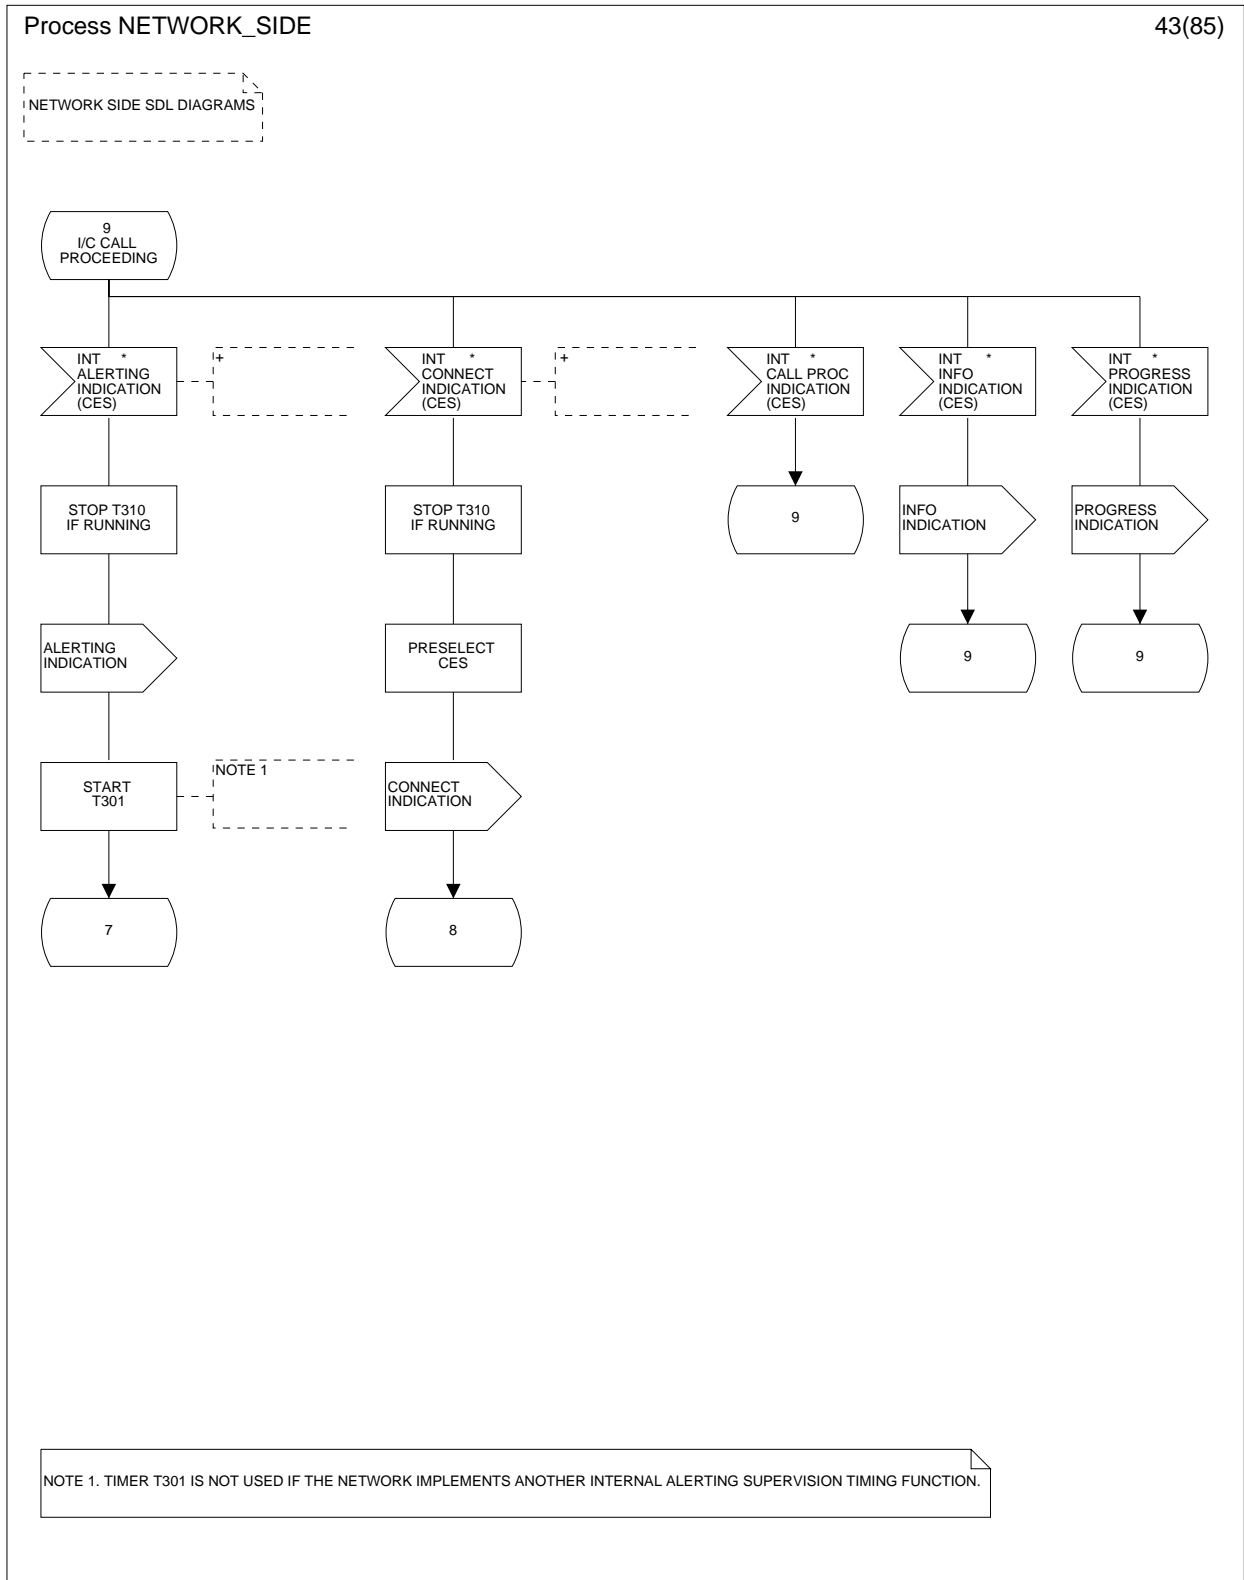 Process NETWORK_SIDE
43(85)
NETWORK SIDE SDL DIAGRAMS
9
I/C CALL
PROCEEDING
INT *
ALERTING
INDICATION
(CES)
+
INT *
CONNECT
INDICATION
(CES)
+
INT *
CALL PROC
INDICATION
(CES)
INT *
INFO
INDICATION
(CES)
INT *
PROGRESS
INDICATION
(CES)
STOP T310
IF RUNNING
STOP T310
IF RUNNING
9
INFO
INDICATION
PROGRESS
INDICATION
ALERTING
INDICATION
PRESELECT
CES
9
9
START
T301
NOTE 1
CONNECT
INDICATION
7
8
NOTE 1. TIMER T301 IS NOT USED IF THE NETWORK IMPLEMENTS ANOTHER INTERNAL ALERTING SUPERVISION TIMING FUNCTION.